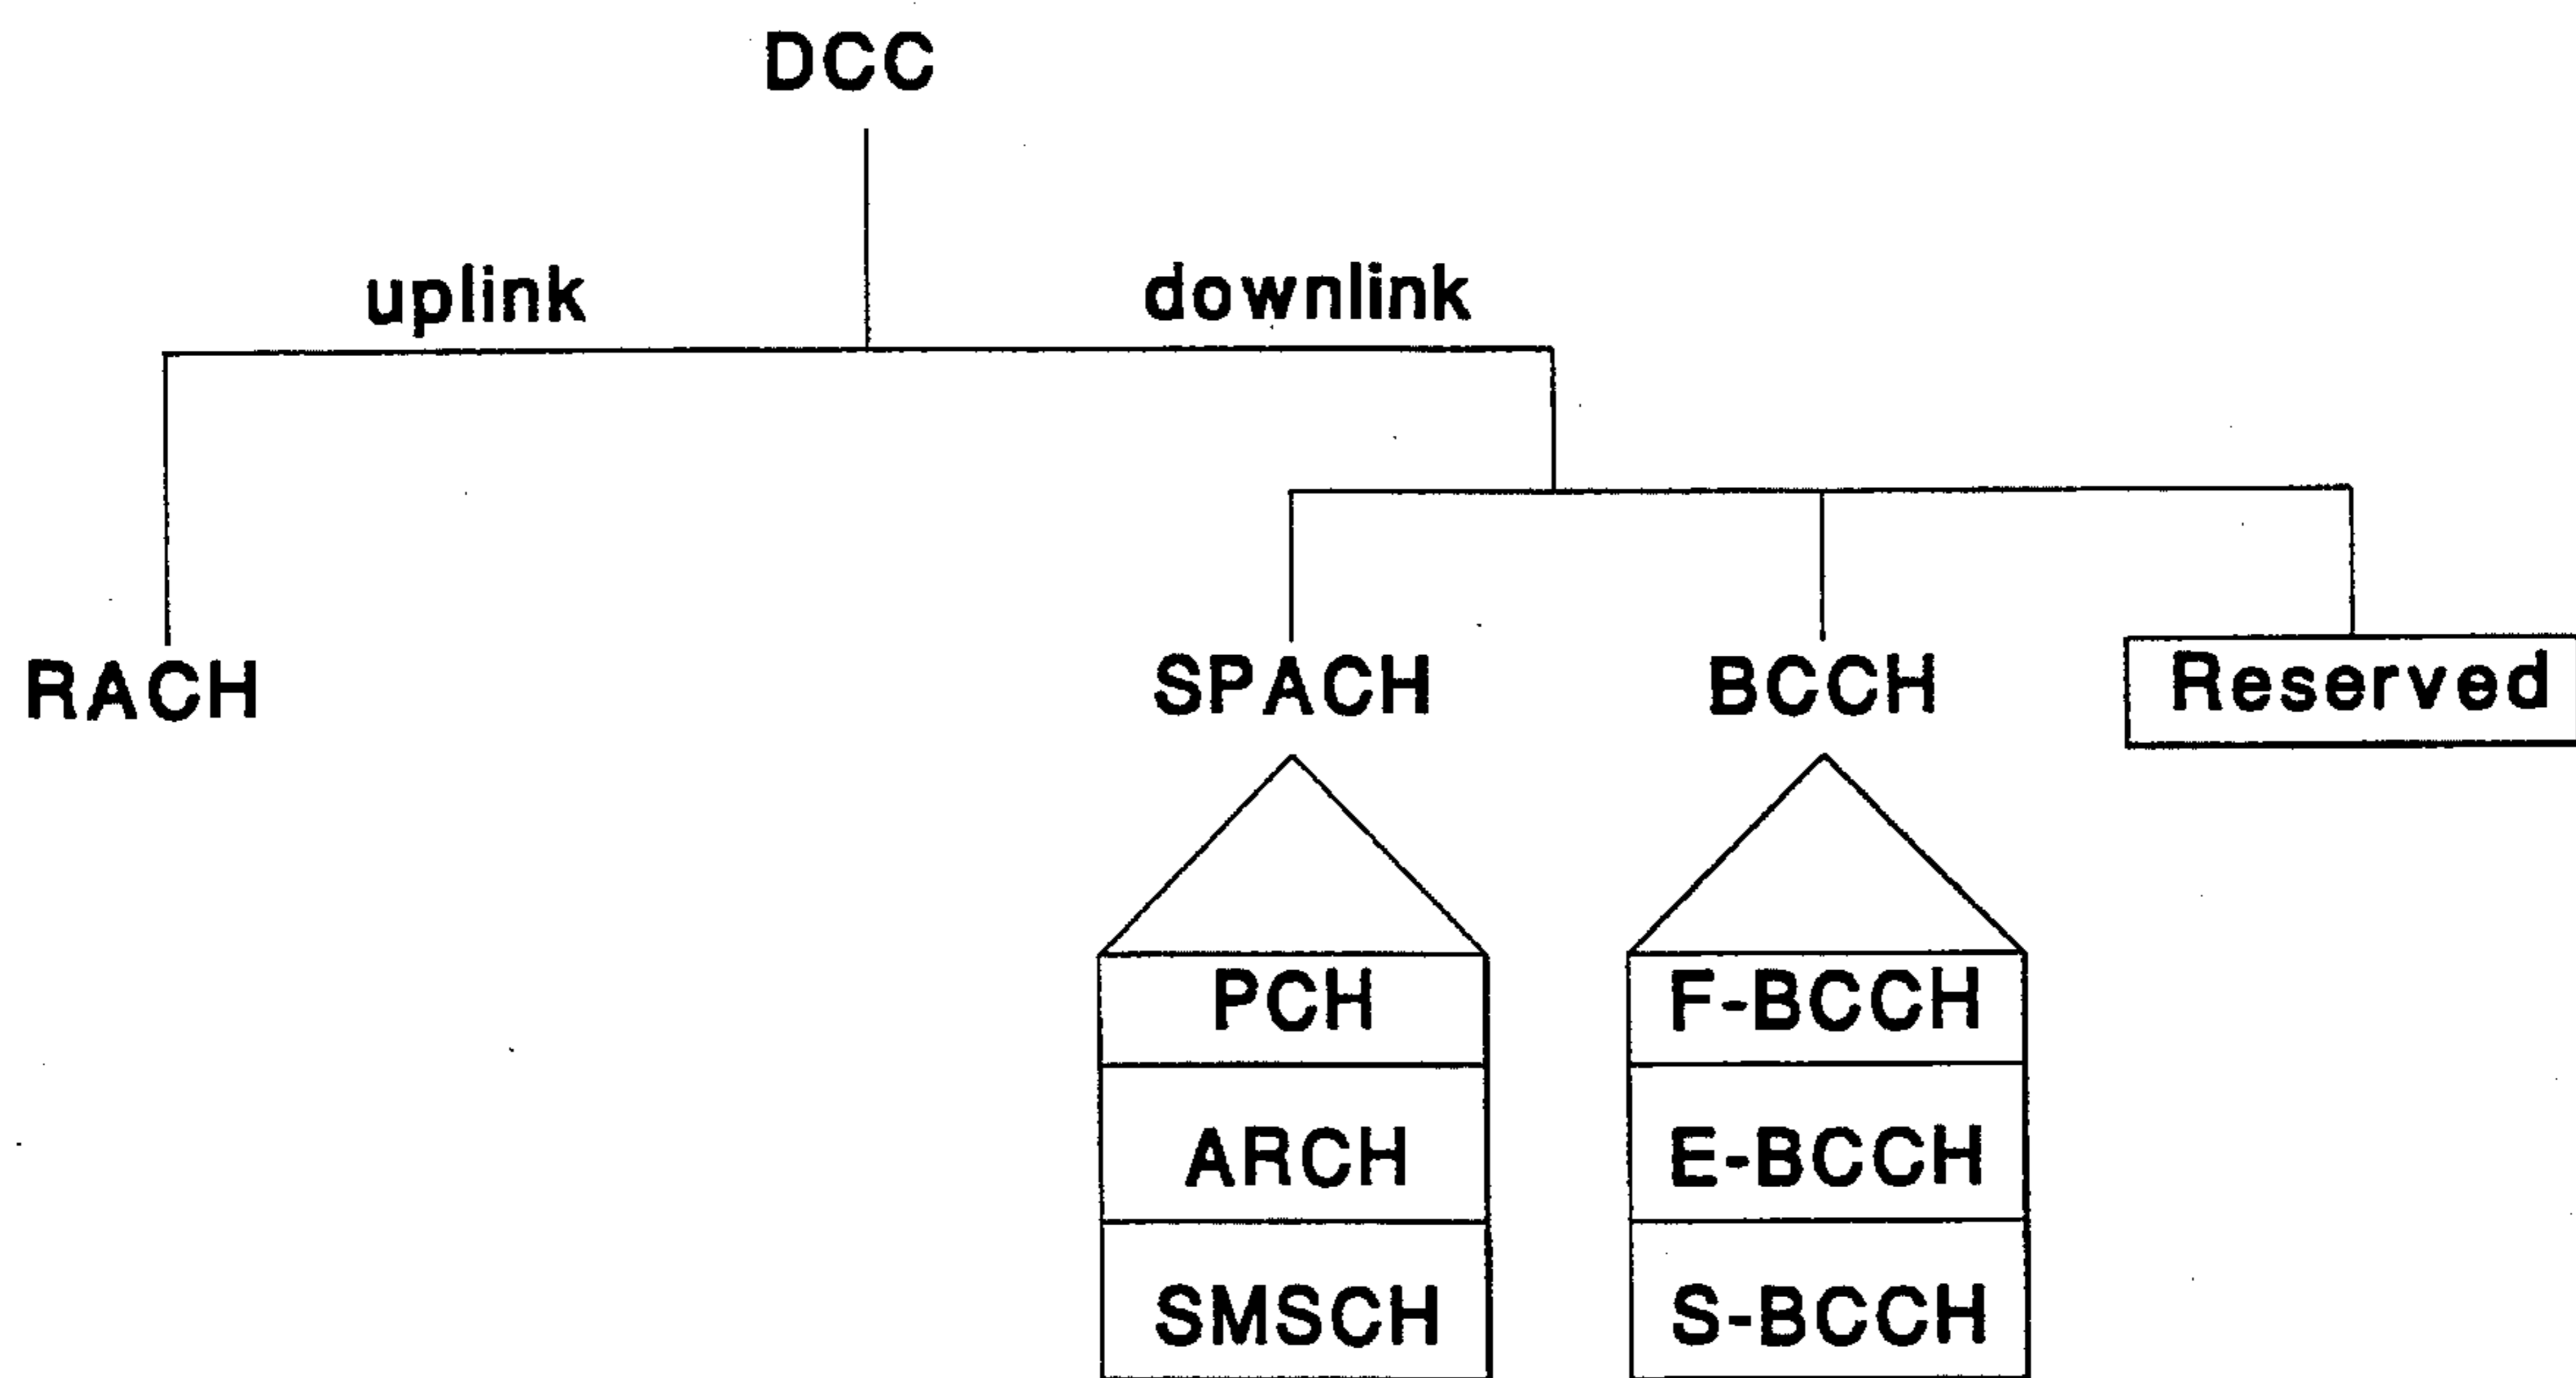 DCC
uplink
downlink
RACH
SPACH
BCCH
Reserved
PCH
ARCH
SMSCH
F-BCCH
E-BCCH
S-BCCH